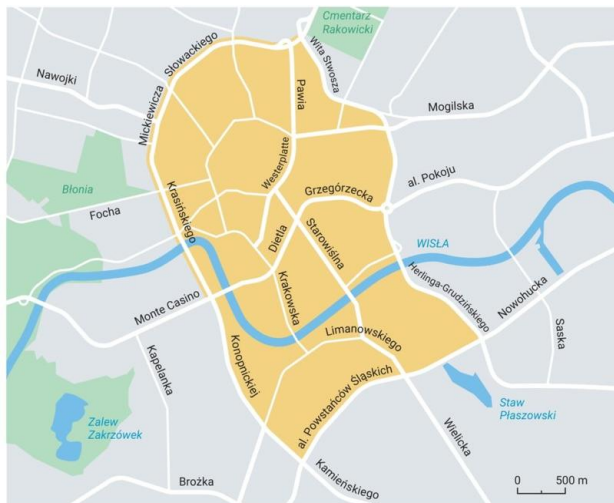 Cmentarz
Rakowicki
Słowackiego
Wita Stwosza
Nawojki
Pawia
Mickiewicza
Mogilska
Westerplatte
al. Pokoju
Błonia
Krasińskiego
Grzegórzecka
Focha
Dietla
Starowiślna
WISŁA
Herlinga-Grudzińskiego
Nowohucka
Krakowska
Monte Casino
Limanowskiego
Saska
Kapelanka
Konopnickiej
al. Powstańców Śląskich
Staw
Płaszowski
Zalew
Zakrzówek
Wielicka
Brożka
Kamieńskiego
0 500 m